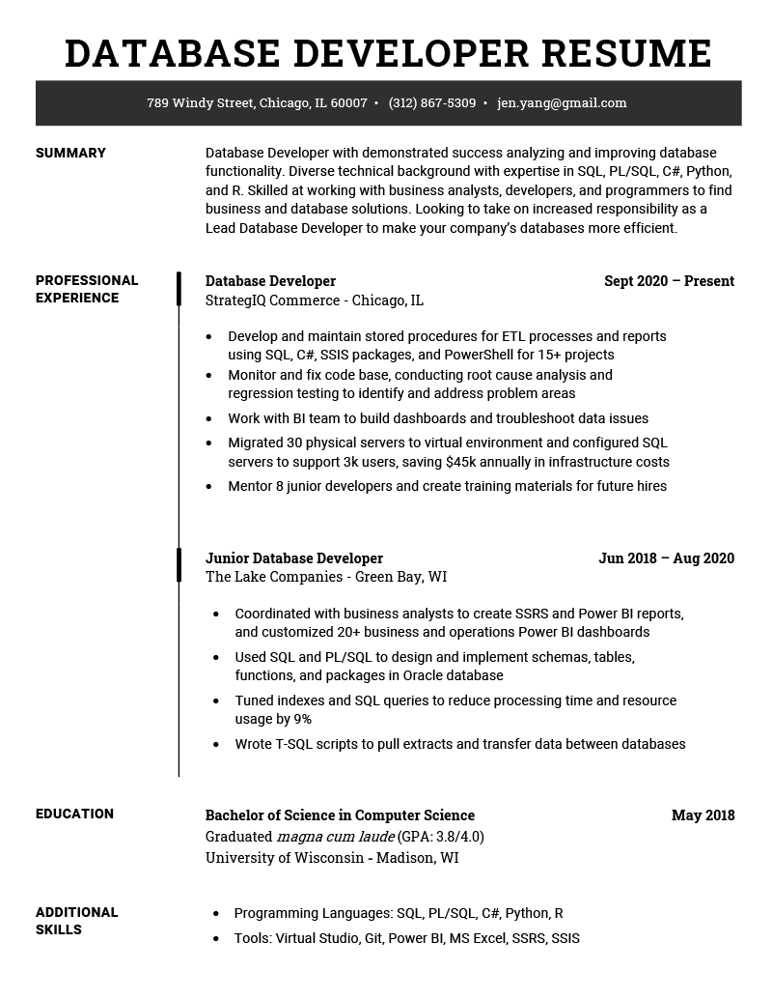 DATABASE DEVELOPER RESUME
789 Windy Street, Chicago, IL 60007 • (312) 867-5309 • jen.yang@gmail.com
SUMMARY
Database Developer with demonstrated success analyzing and improving database
functionality. Diverse technical background with expertise in SQL, PL/SQL, C#, Python,
and R. Skilled at working with business analysts, developers, and programmers to find
business and database solutions. Looking to take on increased responsibility as a
Lead Database Developer to make your company's databases more efficient.
PROFESSIONAL
EXPERIENCE
Database Developer Sept 2020 – Present
StrategIQ Commerce - Chicago, IL
• Develop and maintain stored procedures for ETL processes and reports
using SQL, C#, SSIS packages, and PowerShell for 15+ projects
• Monitor and fix code base, conducting root cause analysis and
regression testing to identify and address problem areas
• Work with BI team to build dashboards and troubleshoot data issues
• Migrated 30 physical servers to virtual environment and configured SQL
servers to support 3k users, saving $45k annually in infrastructure costs
• Mentor 8 junior developers and create training materials for future hires
Junior Database Developer Jun 2018 – Aug 2020
The Lake Companies - Green Bay, WI
• Coordinated with business analysts to create SSRS and Power BI reports,
and customized 20+ business and operations Power BI dashboards
• Used SQL and PL/SQL to design and implement schemas, tables,
functions, and packages in Oracle database
• Tuned indexes and SQL queries to reduce processing time and resource
usage by 9%
• Wrote T-SQL scripts to pull extracts and transfer data between databases
EDUCATION
Bachelor of Science in Computer Science May 2018
Graduated magna cum laude (GPA: 3.8/4.0)
University of Wisconsin - Madison, WI
ADDITIONAL
SKILLS
• Programming Languages: SQL, PL/SQL, C#, Python, R
• Tools: Virtual Studio, Git, Power BI, MS Excel, SSRS, SSIS